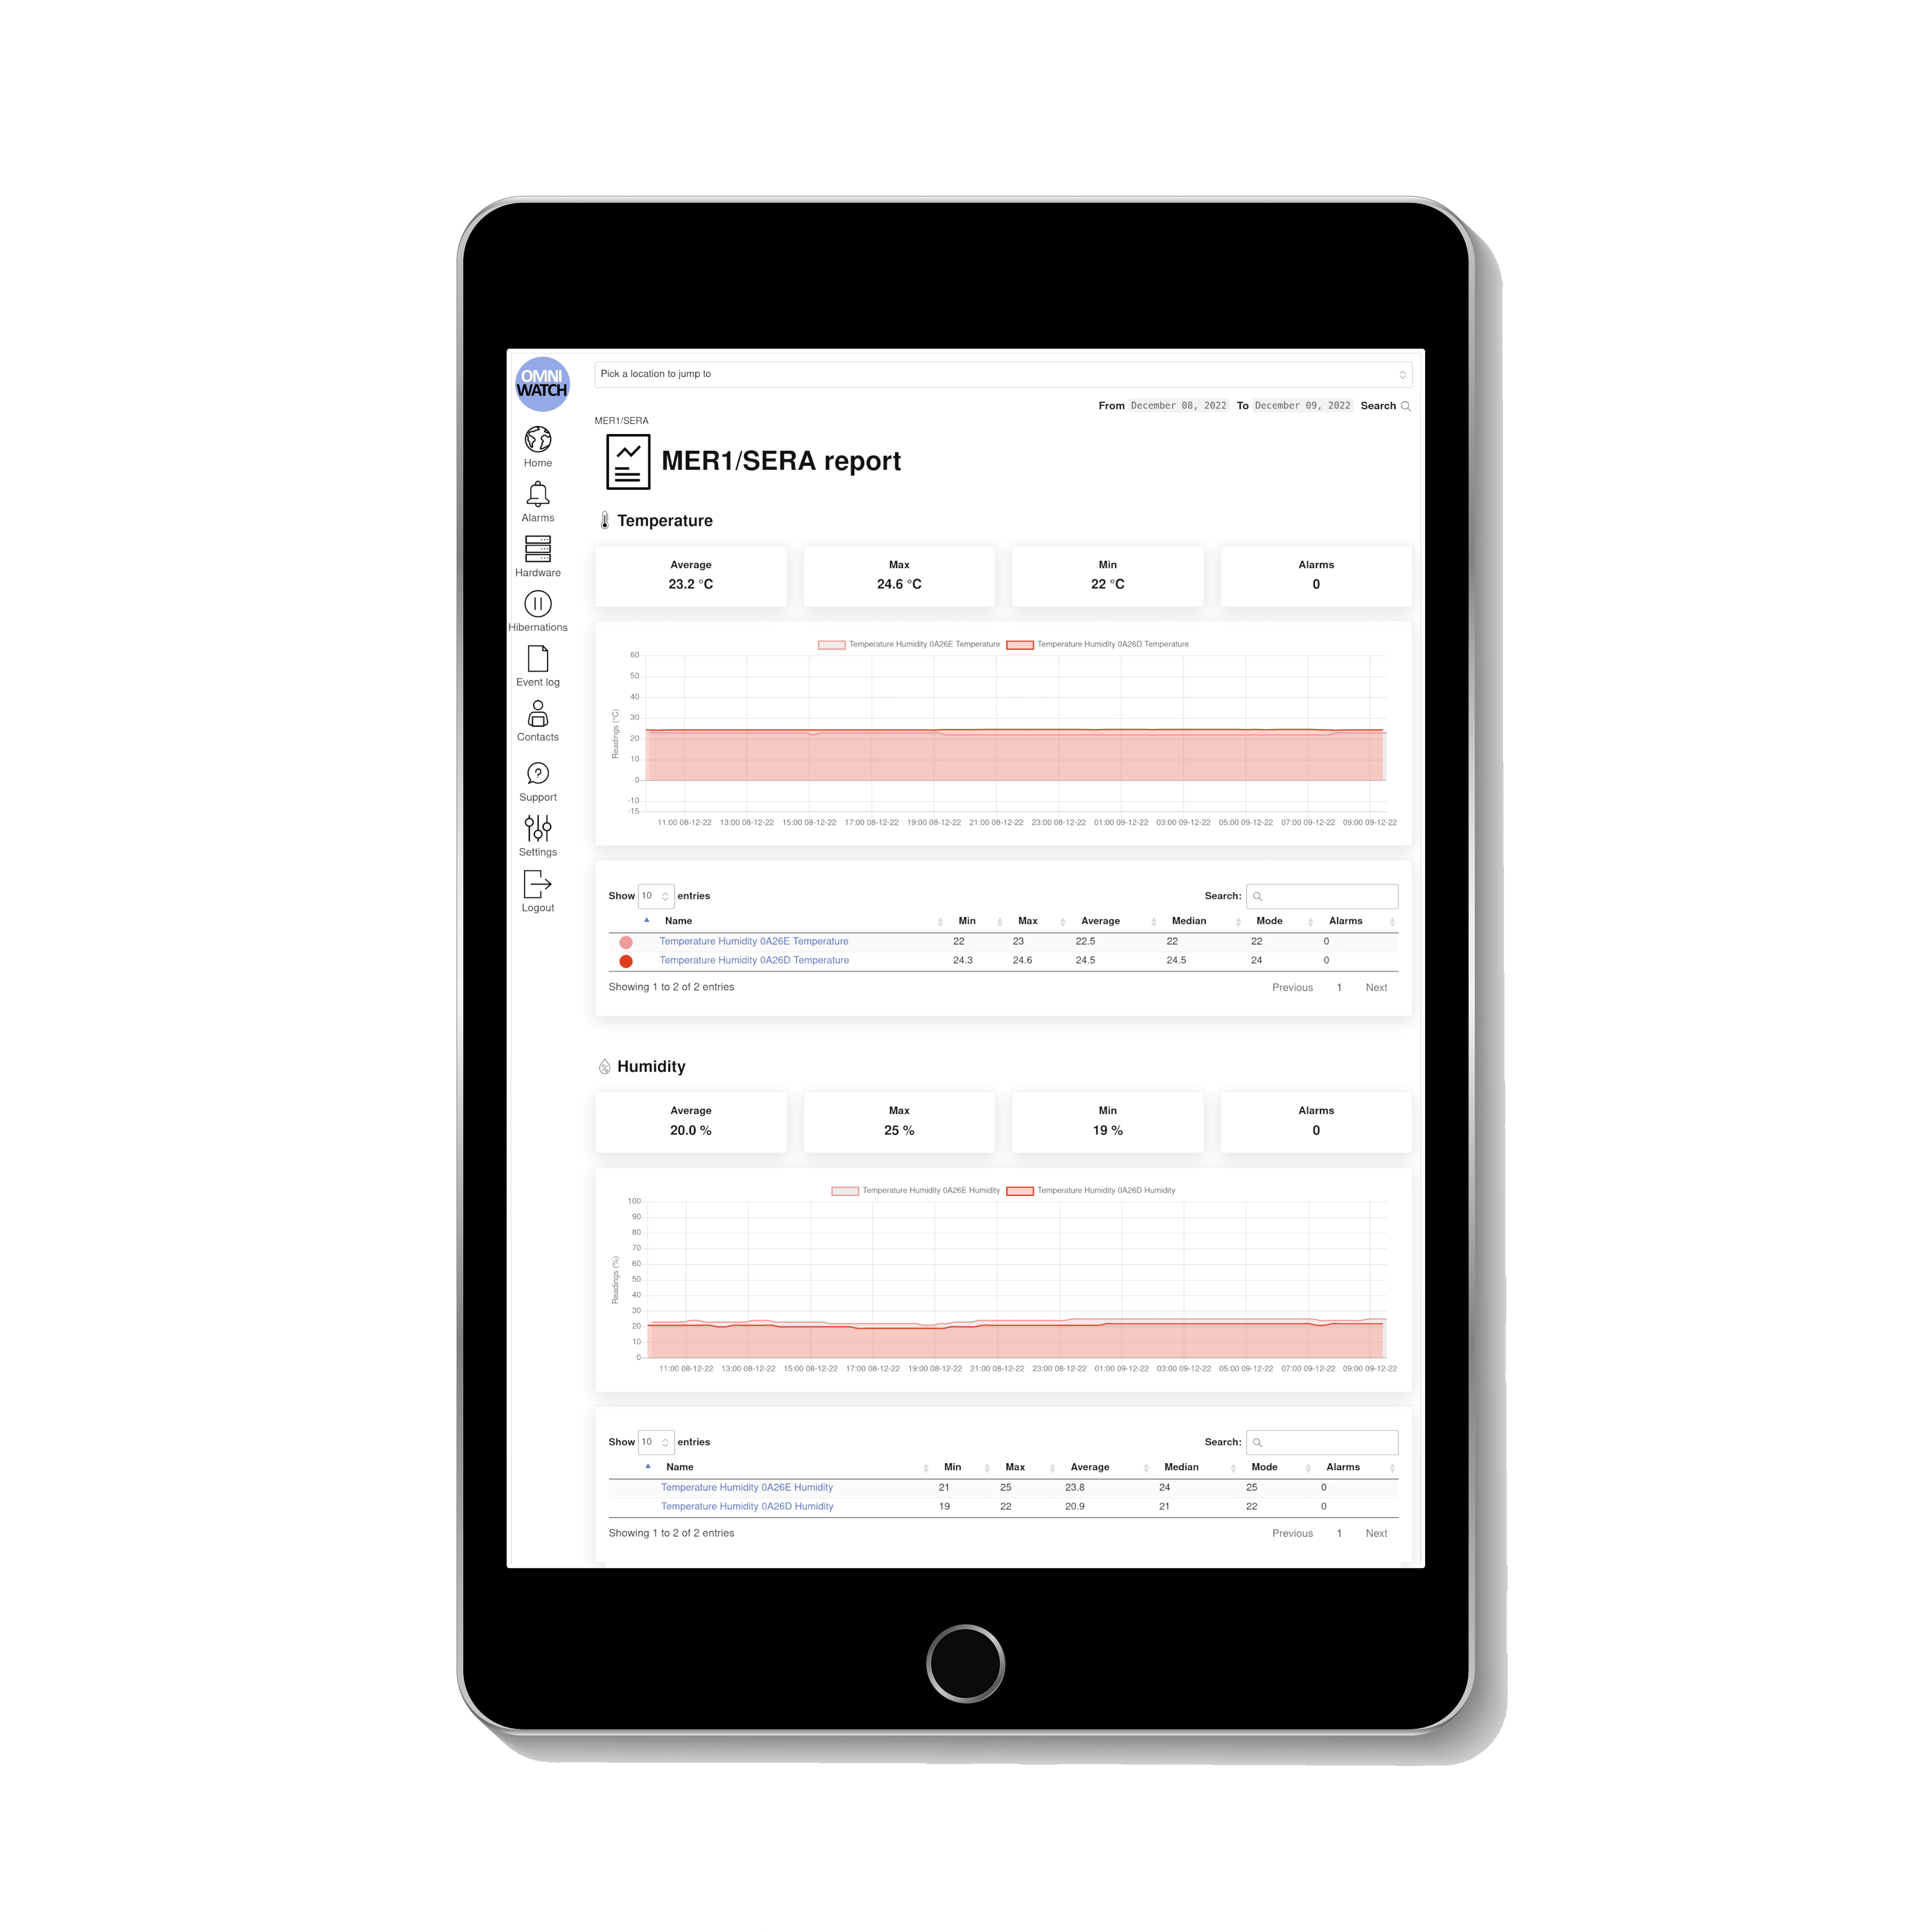 OMNI
WATCH
Pick a location to jump to
From December 08, 2022 To December 09, 2022 Search
MER1/SERA
MER1/SERA report
Home
Alarms
Hardware
Hibernations
Event log
Contacts
Support
Settings
Logout
Temperature
Average Max Min Alarms
23.2 °C 24.6 °C 22 °C 0
Temperature Humidity 0A26E Temperature Temperature Humidity 0A26D Temperature
Readings (°C)
60
50
40
30
20
10
0
-10
-15
11:00 08-12-22 13:00 08-12-22 15:00 08-12-22 17:00 08-12-22 19:00 08-12-22 21:00 08-12-22 23:00 08-12-22 01:00 09-12-22 03:00 09-12-22 05:00 09-12-22 07:00 09-12-22 09:00 09-12-22
Show 10 entries Search:
Name Min Max Average Median Mode Alarms
Temperature Humidity 0A26E Temperature 22 23 22.5 22 22 0
Temperature Humidity 0A26D Temperature 24.3 24.6 24.5 24.5 24 0
Showing 1 to 2 of 2 entries Previous 1 Next
Humidity
Average Max Min Alarms
20.0 % 25 % 19 % 0
Temperature Humidity 0A26E Humidity Temperature Humidity 0A26D Humidity
Readings (%)
100
90
80
70
60
50
40
30
20
10
0
11:00 08-12-22 13:00 08-12-22 15:00 08-12-22 17:00 08-12-22 19:00 08-12-22 21:00 08-12-22 23:00 08-12-22 01:00 09-12-22 03:00 09-12-22 05:00 09-12-22 07:00 09-12-22 09:00 09-12-22
Show 10 entries Search:
Name Min Max Average Median Mode Alarms
Temperature Humidity 0A26E Humidity 21 25 23.8 24 25 0
Temperature Humidity 0A26D Humidity 19 22 20.9 21 22 0
Showing 1 to 2 of 2 entries Previous 1 Next